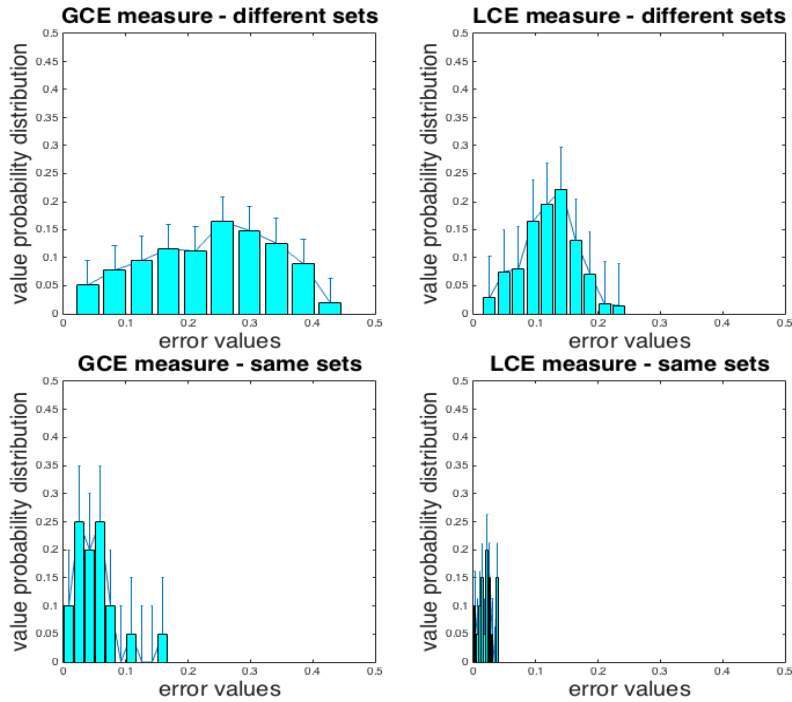 GCE measure - different sets
value probability distribution
0.5
0.45
0.4
0.35
0.3
0.25
0.2
0.15
0.1
0.05
0
0 0.1 0.2 0.3 0.4 0.5
error values
LCE measure - different sets
value probability distribution
0.5
0.45
0.4
0.35
0.3
0.25
0.2
0.15
0.1
0.05
0
0 0.1 0.2 0.3 0.4 0.5
error values
GCE measure - same sets
value probability distribution
0.5
0.45
0.4
0.35
0.3
0.25
0.2
0.15
0.1
0.05
0
0 0.1 0.2 0.3 0.4 0.5
error values
LCE measure - same sets
value probability distribution
0.5
0.45
0.4
0.35
0.3
0.25
0.2
0.15
0.1
0.05
0
0 0.1 0.2 0.3 0.4 0.5
error values